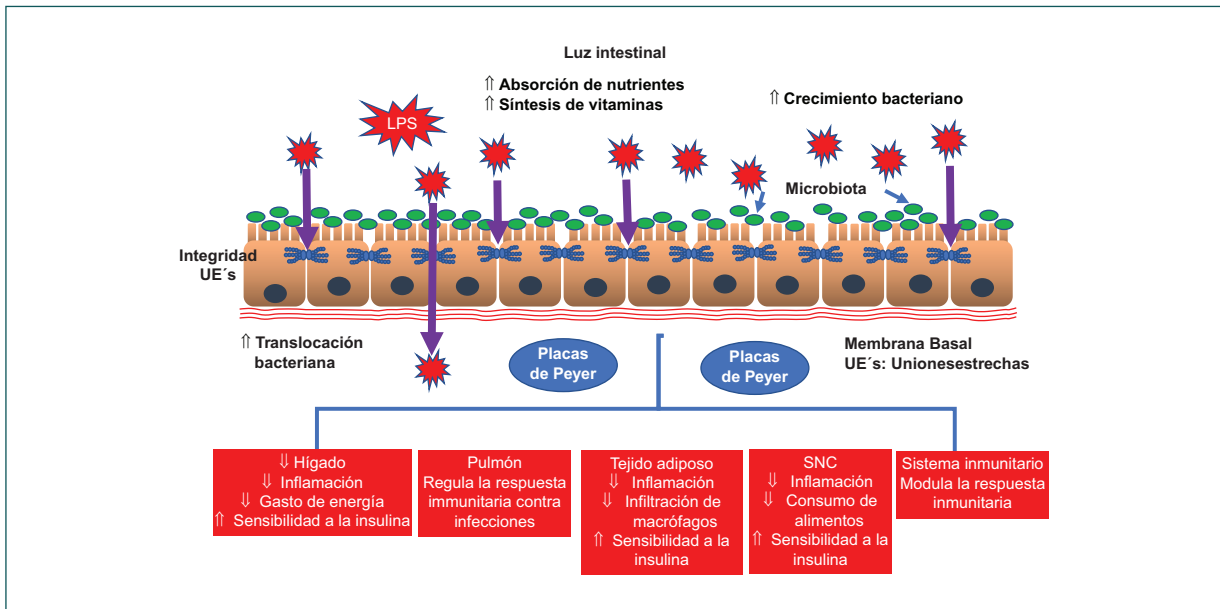 Luz intestinal
⇑ Absorción de nutrientes
⇑ Síntesis de vitaminas
⇑ Crecimiento bacteriano
LPS
Microbiota
Integridad
UE´s
⇑ Translocación
bacteriana
Placas
de Peyer
Placas
de Peyer
Membrana Basal
UE´s: Unionesestrechas
⇓ Hígado
⇓ Inflamación
⇓ Gasto de energía
⇑ Sensibilidad a la insulina
Pulmón
Regula la respuesta
immunitaria contra
infecciones
Tejido adiposo
⇓ Inflamación
⇓ Infiltración de
macrófagos
⇑ Sensibilidad a la
insulina
SNC
⇓ Inflamación
⇓ Consumo de
alimentos
⇑ Sensibilidad a la
insulina
Sistema inmunitario
Modula la respuesta
inmunitaria